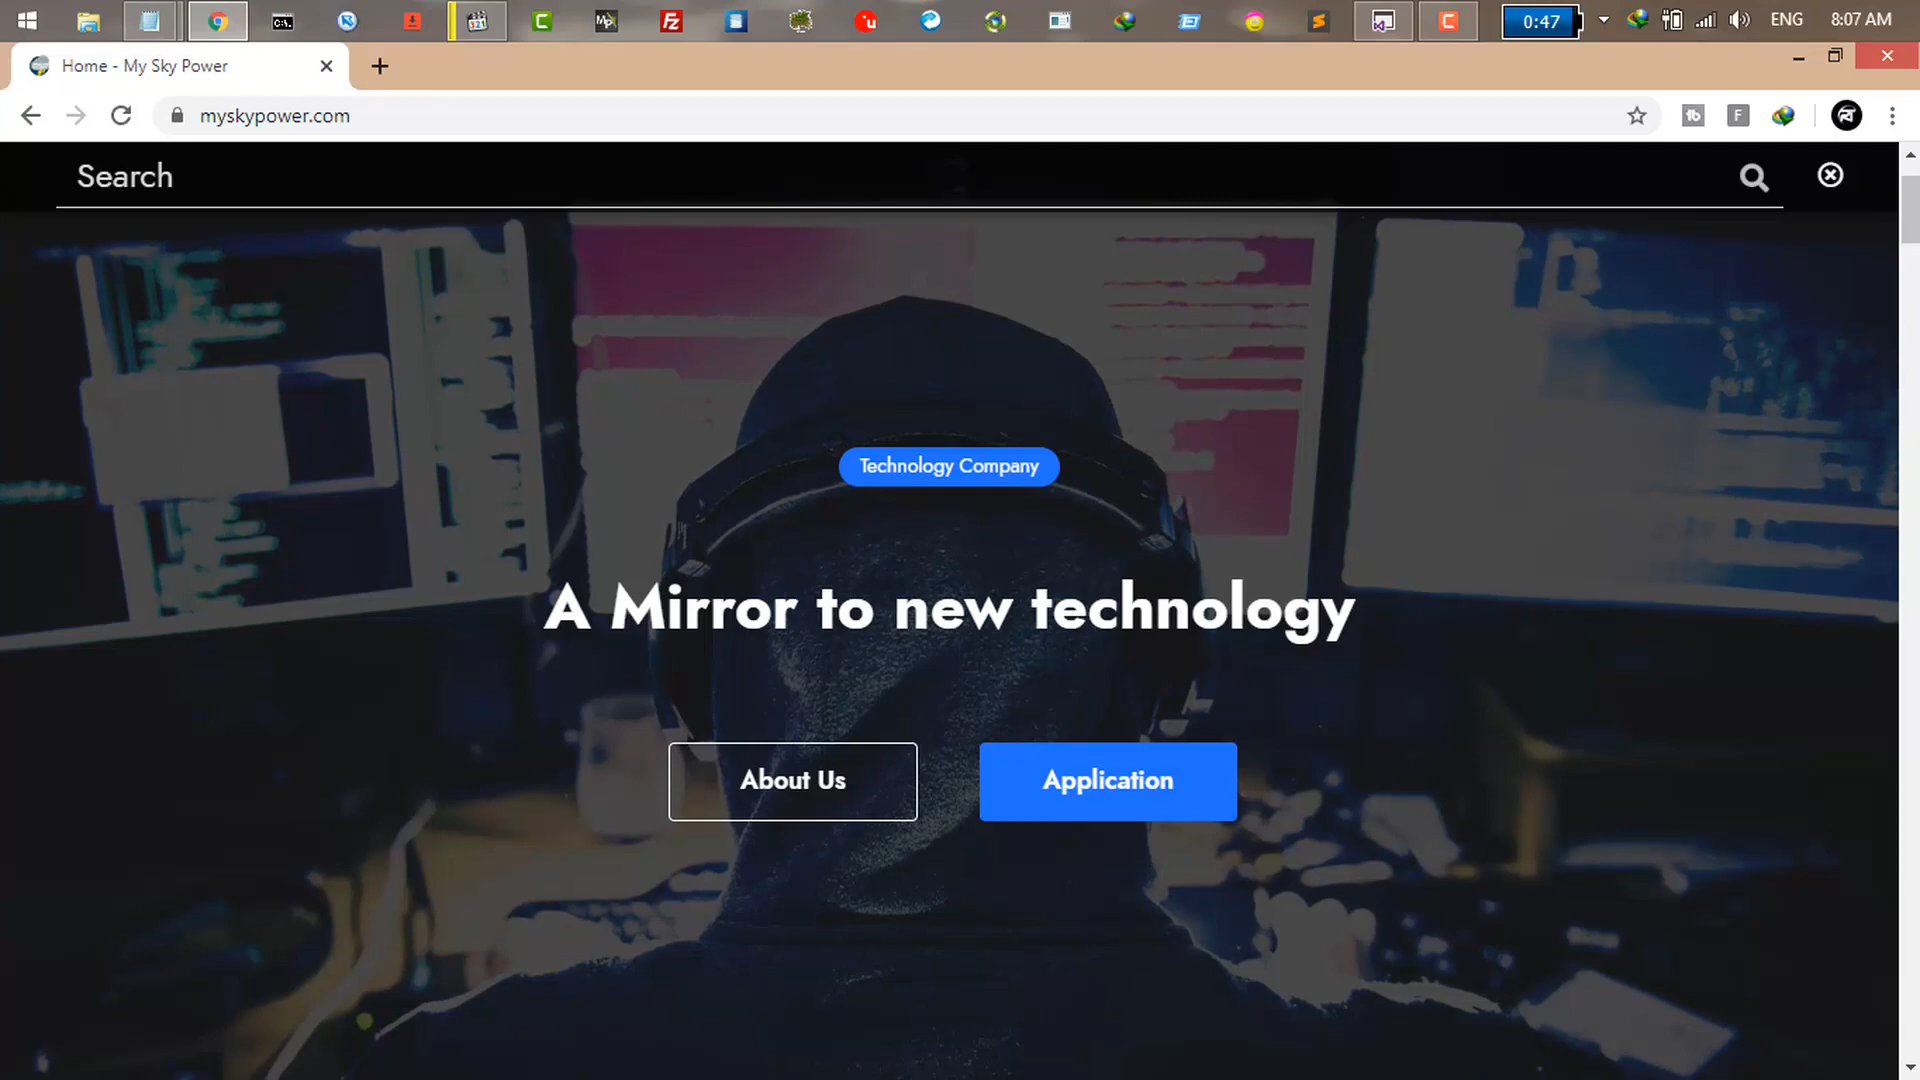 0:47
ENG
8:07 AM
Home - My Sky Power
myskypower.com
Search
Technology Company
A Mirror to new technology
About Us
Application